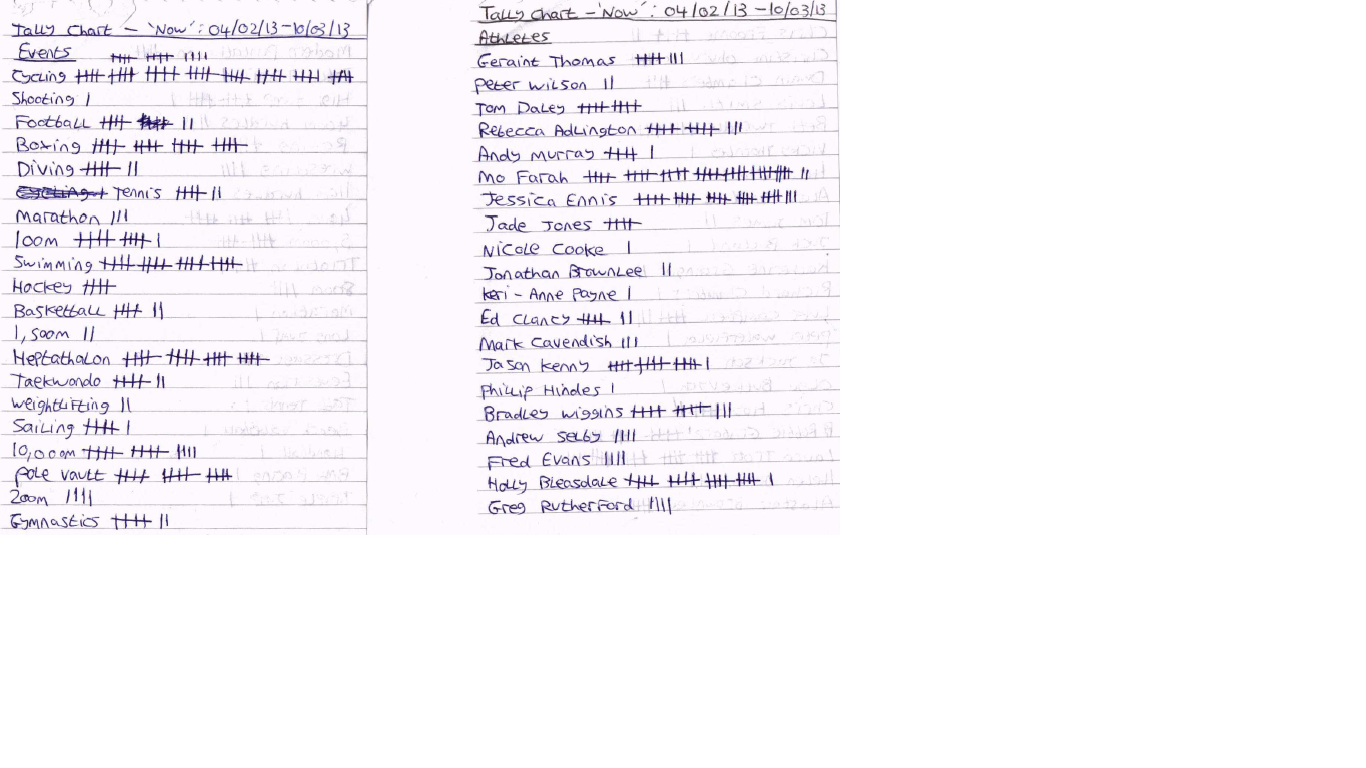 Tally Chart - 'Now': 04/02/13-10/03/13
Events
Cycling
Shooting
Football
Boxing
Diving
Tennis
Marathon
100m
Swimming
Hockey
Basketball
1,500m
Heptathalon
Taekwondo
Weightlifting
Sailing
10,000m
Pole vault
200m
Gymnastics
Tally Chart - 'Now': 04/02/13-10/03/13
Athletes
Geraint Thomas
Peter Wilson
Tom Daley
Rebecca Adlington
Andy Murray
Mo Farah
Jessica Ennis
Jade Jones
Nicole Cooke
Jonathan Brownlee
Keri-Anne Payne
Ed Clancy
Mark Cavendish
Jason Kenny
Phillip Hindes
Bradley Wiggins
Andrew Selby
Fred Evans
Holly Bleasdale
Greg Rutherford